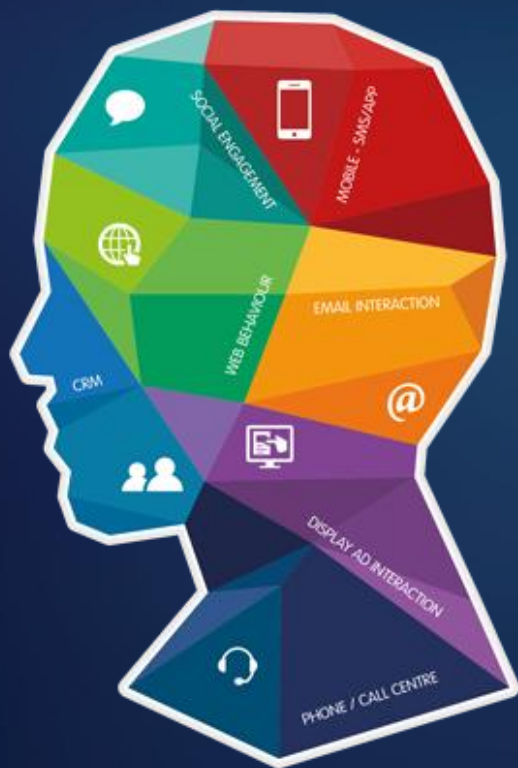 SOCIAL ENGAGEMENT
MOBILE - SMS/APP
WEB BEHAVIOUR
EMAIL INTERACTION
CRM
@
DISPLAY AD INTERACTION
PHONE / CALL CENTRE